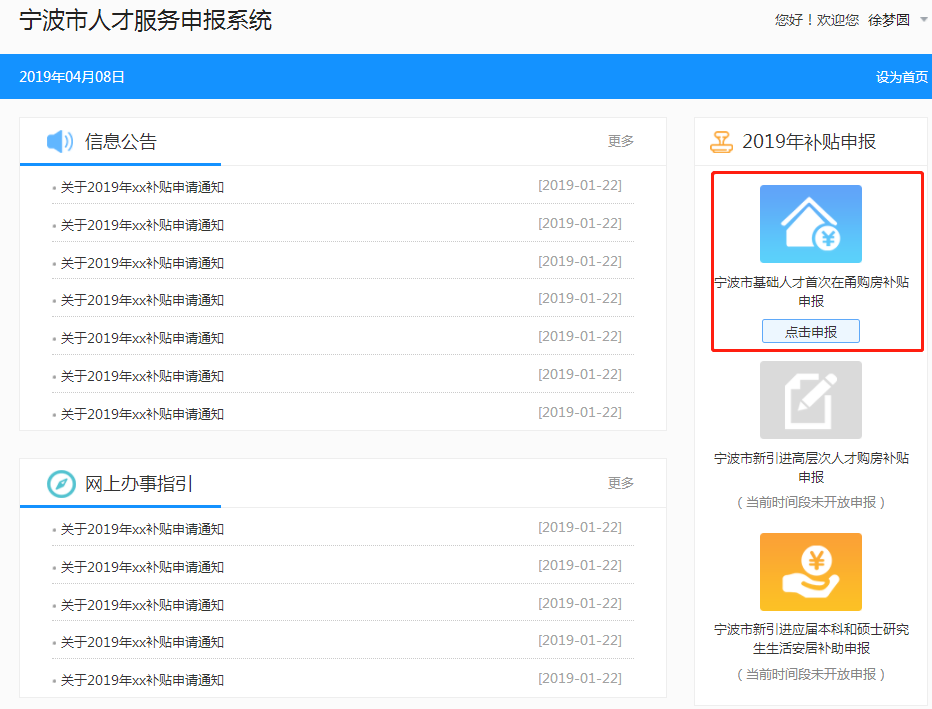 宁波市人才服务申报系统
您好！欢迎您 徐梦圆
2019年04月08日
设为首页
信息公告
更多
关于2019年xx补贴申请通知 [2019-01-22]
关于2019年xx补贴申请通知 [2019-01-22]
关于2019年xx补贴申请通知 [2019-01-22]
关于2019年xx补贴申请通知 [2019-01-22]
关于2019年xx补贴申请通知 [2019-01-22]
关于2019年xx补贴申请通知 [2019-01-22]
关于2019年xx补贴申请通知 [2019-01-22]
网上办事指引
更多
关于2019年xx补贴申请通知 [2019-01-22]
关于2019年xx补贴申请通知 [2019-01-22]
关于2019年xx补贴申请通知 [2019-01-22]
关于2019年xx补贴申请通知 [2019-01-22]
关于2019年xx补贴申请通知 [2019-01-22]
2019年补贴申报
¥
宁波市基础人才首次在甬购房补贴
申报
点击申报
宁波市新引进高层次人才购房补贴
申报
（当前时间段未开放申报）
¥
宁波市新引进应届本科和硕士研究
生生活安居补助申报
（当前时间段未开放申报）